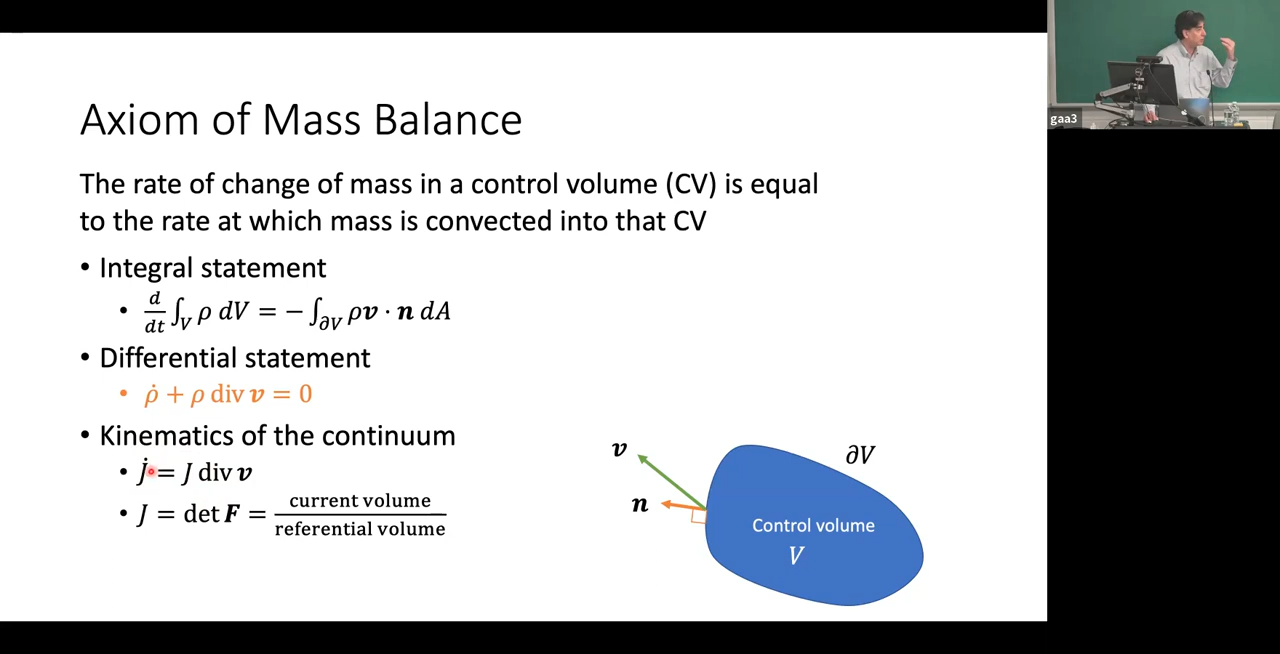 Axiom of Mass Balance
The rate of change of mass in a control volume (CV) is equal
to the rate at which mass is convected into that CV
• Integral statement
• d/dt ∫_V ρ dV = − ∫_∂V ρv · n dA
• Differential statement
• ρ̇ + ρ div v = 0
• Kinematics of the continuum
• J̇ = J div v
• J = det F = current volume / referential volume
v
n
∂V
Control volume
V
gaa3